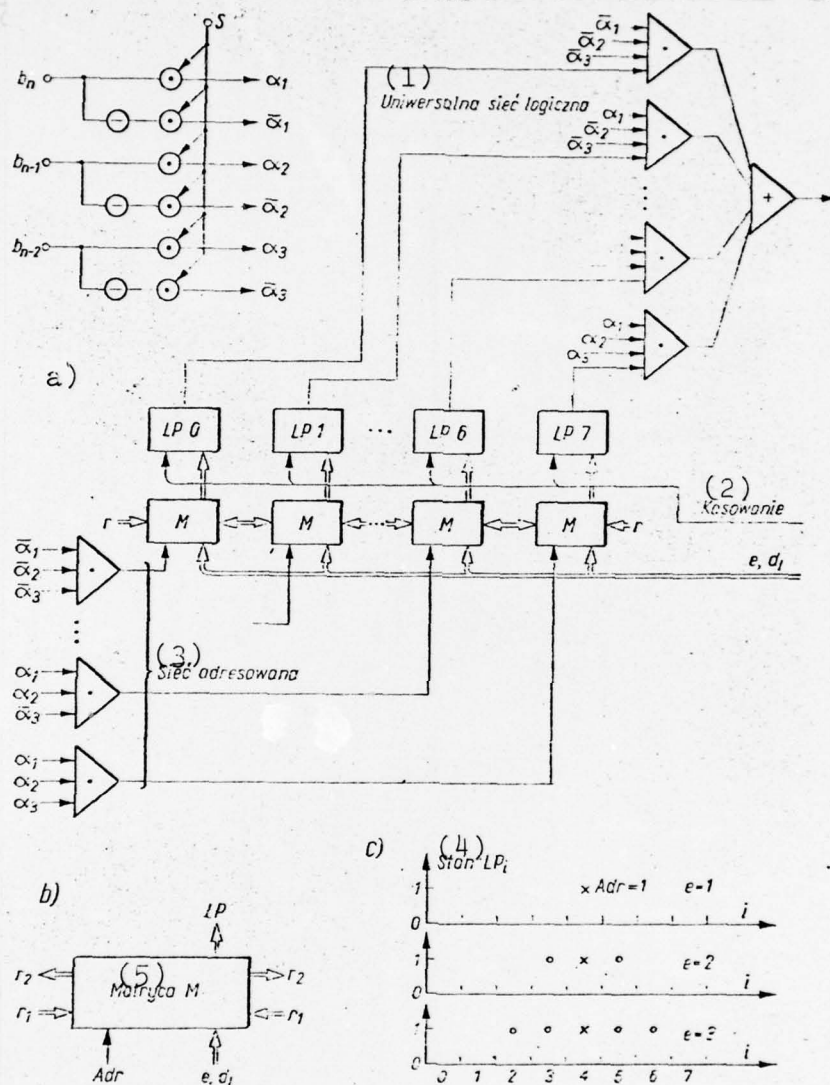 S
b_n
α₁
ᾱ₁
b_{n-1}
α₂
ᾱ₂
b_{n-2}
α₃
ᾱ₃
(1)
Uniwersalna sieć logiczna
ᾱ₁
ᾱ₂
ᾱ₃
α₁
ᾱ₂
ᾱ₃
+
α₁
α₂
α₃
a)
LP 0
LP 1
...
LP 6
LP 7
(2)
Kasowanie
r
M
M
...
M
M
r
e, d₁
ᾱ₁
ᾱ₂
ᾱ₃
(3)
Sieć adresowana
α₁
α₂
ᾱ₃
α₁
α₂
α₃
b)
LP
r₂
(5)
r₂
r₁
Matryca M
r₁
Adr
e, d₁
c)
(4)
Stan LP_i
1
Adr=1
e=1
0
i
1
e=2
0
i
1
e=3
0
i
0 1 2 3 4 5 6 7